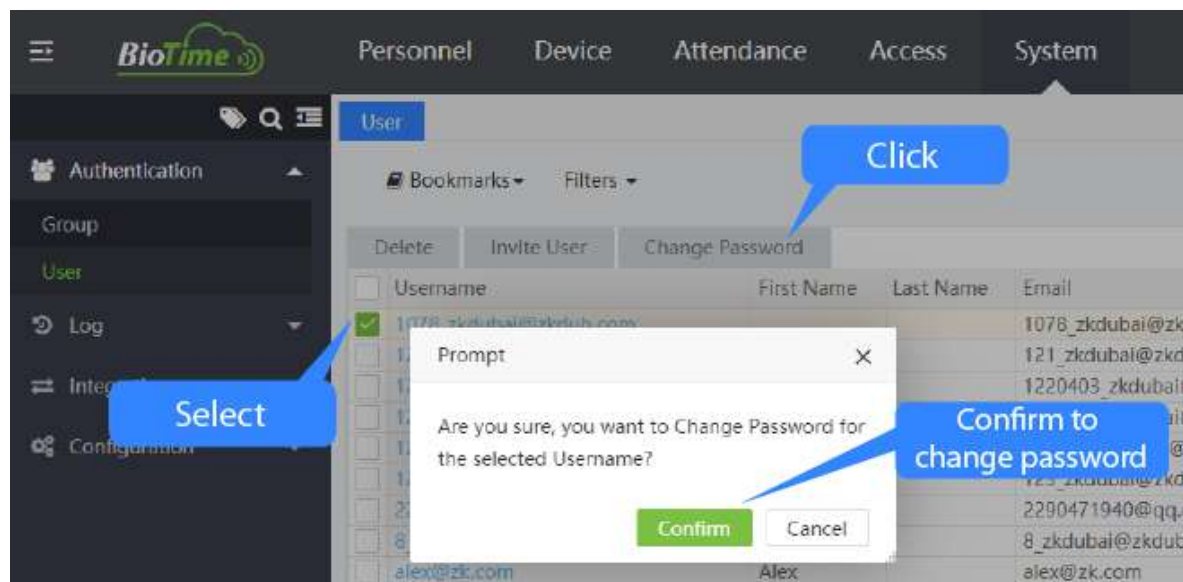 BioTime
Personnel Device Attendance Access System
User
Click
Authentication
Bookmarks Filters
Group
Delete Invite User Change Password
User
Username First Name Last Name Email
Log
1078_zkdubai@zkdub.com 1078_zkdubai@zk
Prompt
121_zkdubai@zkd
1220403_zkdubai
Select
Are you sure, you want to Change Password for
the selected Username?
Confirm to
change password
Configuration
Confirm Cancel
2290471940@qq.
8_zkdubai@zkdub
alex@zk.com Alex alex@zk.com